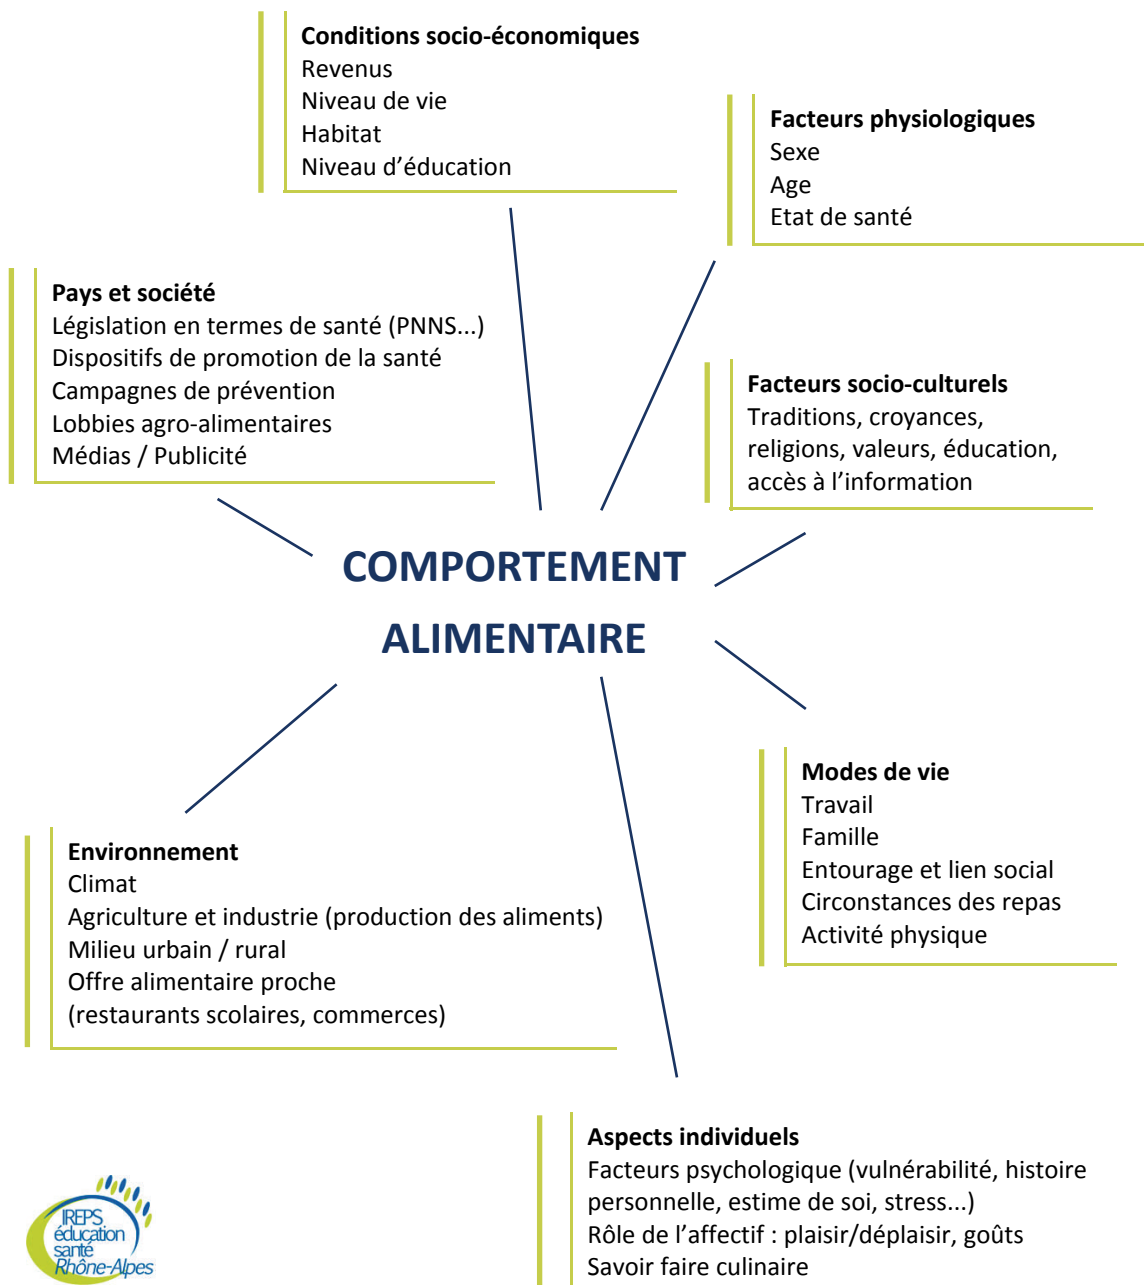 Conditions socio-économiques
Revenus
Niveau de vie
Habitat
Niveau d’éducation
Facteurs physiologiques
Sexe
Age
Etat de santé
Pays et société
Législation en termes de santé (PNNS...)
Dispositifs de promotion de la santé
Campagnes de prévention
Lobbies agro-alimentaires
Médias / Publicité
Facteurs socio-culturels
Traditions, croyances,
religions, valeurs, éducation,
accès à l’information
COMPORTEMENT
ALIMENTAIRE
Modes de vie
Travail
Famille
Entourage et lien social
Circonstances des repas
Activité physique
Environnement
Climat
Agriculture et industrie (production des aliments)
Milieu urbain / rural
Offre alimentaire proche
(restaurants scolaires, commerces)
Aspects individuels
Facteurs psychologique (vulnérabilité, histoire
personnelle, estime de soi, stress...)
Rôle de l’affectif : plaisir/déplaisir, goûts
Savoir faire culinaire
IREPS
éducation
santé
Rhône-Alpes